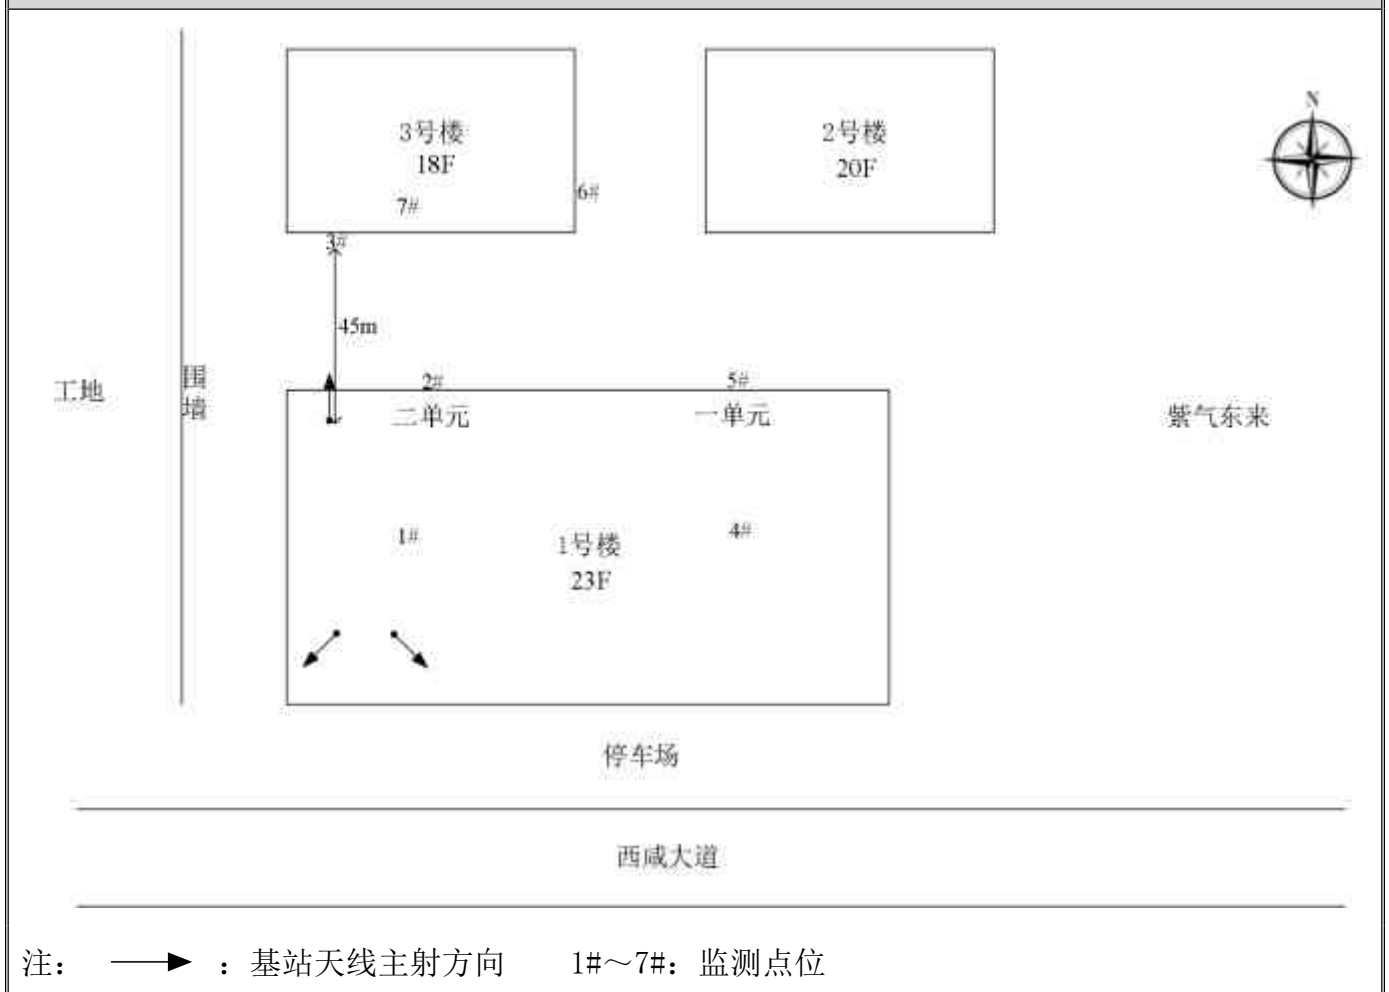 N
3号楼
18F
2号楼
20F
6#
7#
3#
45m
2#
5#
工地
围墙
二单元
一单元
紫气东来
1#
4#
1号楼
23F
停车场
西咸大道
注： ：基站天线主射方向 1#～7#：监测点位